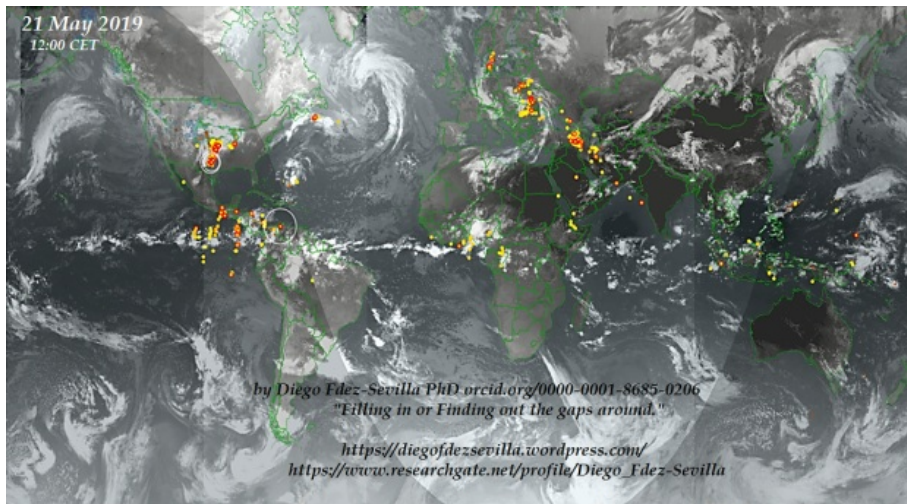 21 May 2019
12:00 CET
by Diego Fdez-Sevilla PhD orcid.org/0000-0001-8685-0206
"Filling in or Finding out the gaps around."
https://diegofdezsevilla.wordpress.com/
https://www.researchgate.net/profile/Diego_Fdez-Sevilla